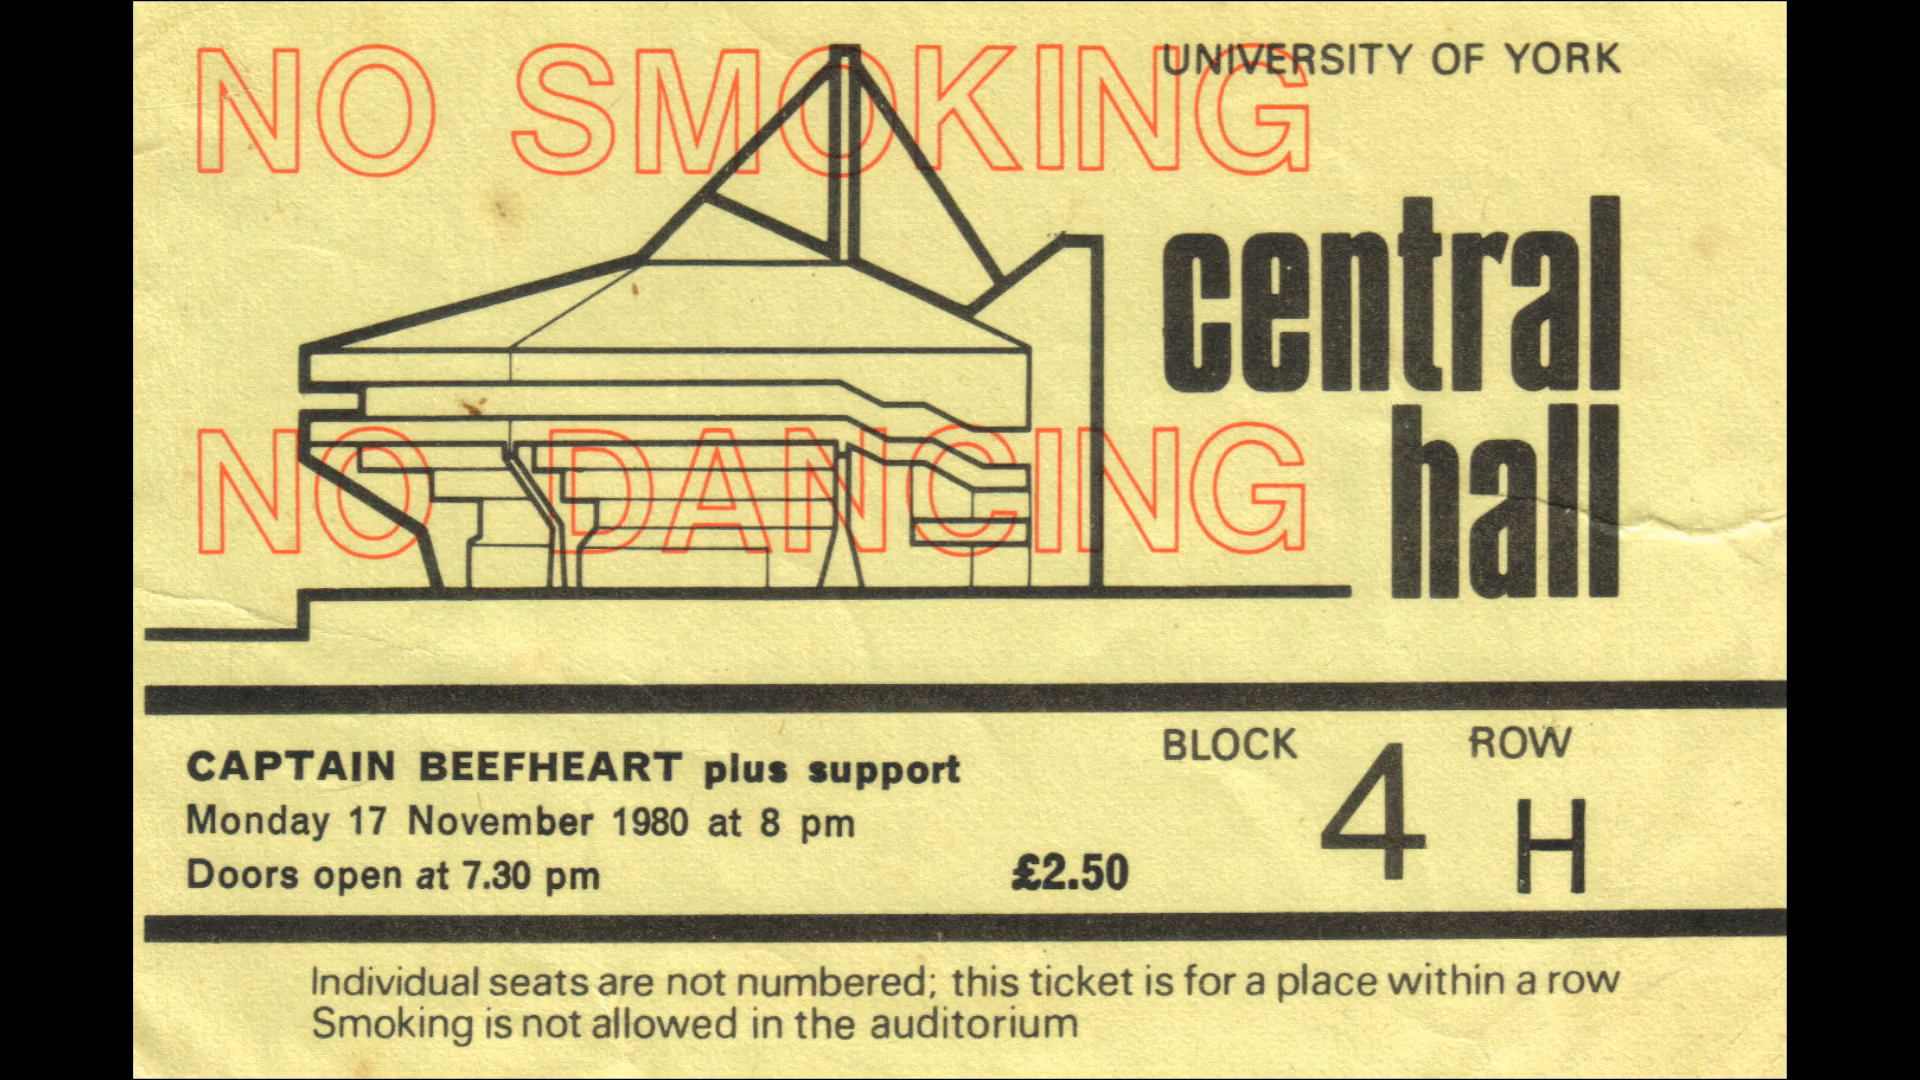 NO SMOKING
UNIVERSITY OF YORK
central
hall
NO DANCING
CAPTAIN BEEFHEART plus support
Monday 17 November 1980 at 8 pm
Doors open at 7.30 pm
£2.50
BLOCK
4
ROW
H
Individual seats are not numbered; this ticket is for a place within a row
Smoking is not allowed in the auditorium